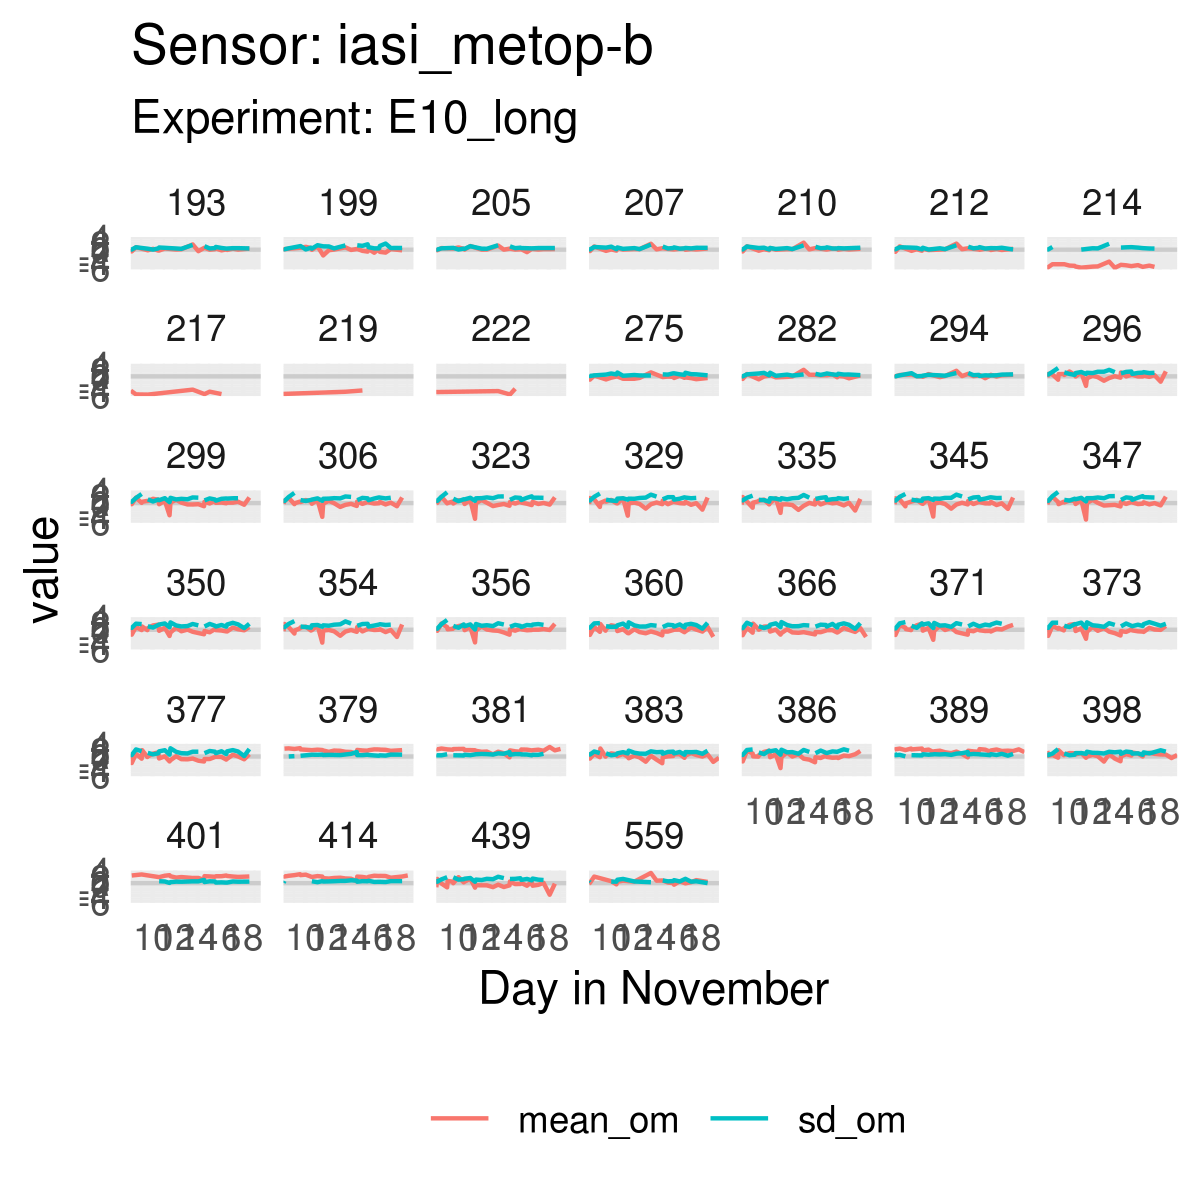 Sensor: iasi_metop-b
Experiment: E10_long
193 199 205 207 210 212 214
217 219 222 275 282 294 296
299 306 323 329 335 345 347
350 354 356 360 366 371 373
377 379 381 383 386 389 398
401 414 439 559
value
Day in November
mean_om sd_om